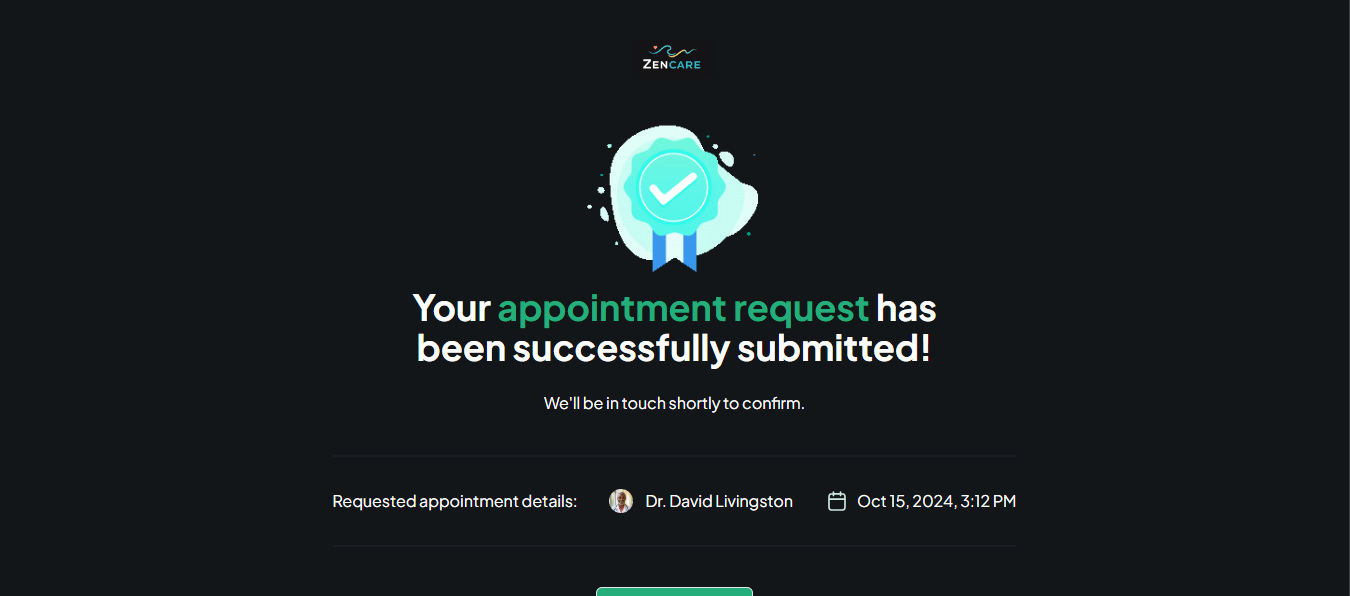 ZENCARE
Your appointment request has
been successfully submitted!
We'll be in touch shortly to confirm.
Requested appointment details: Dr. David Livingston Oct 15, 2024, 3:12 PM